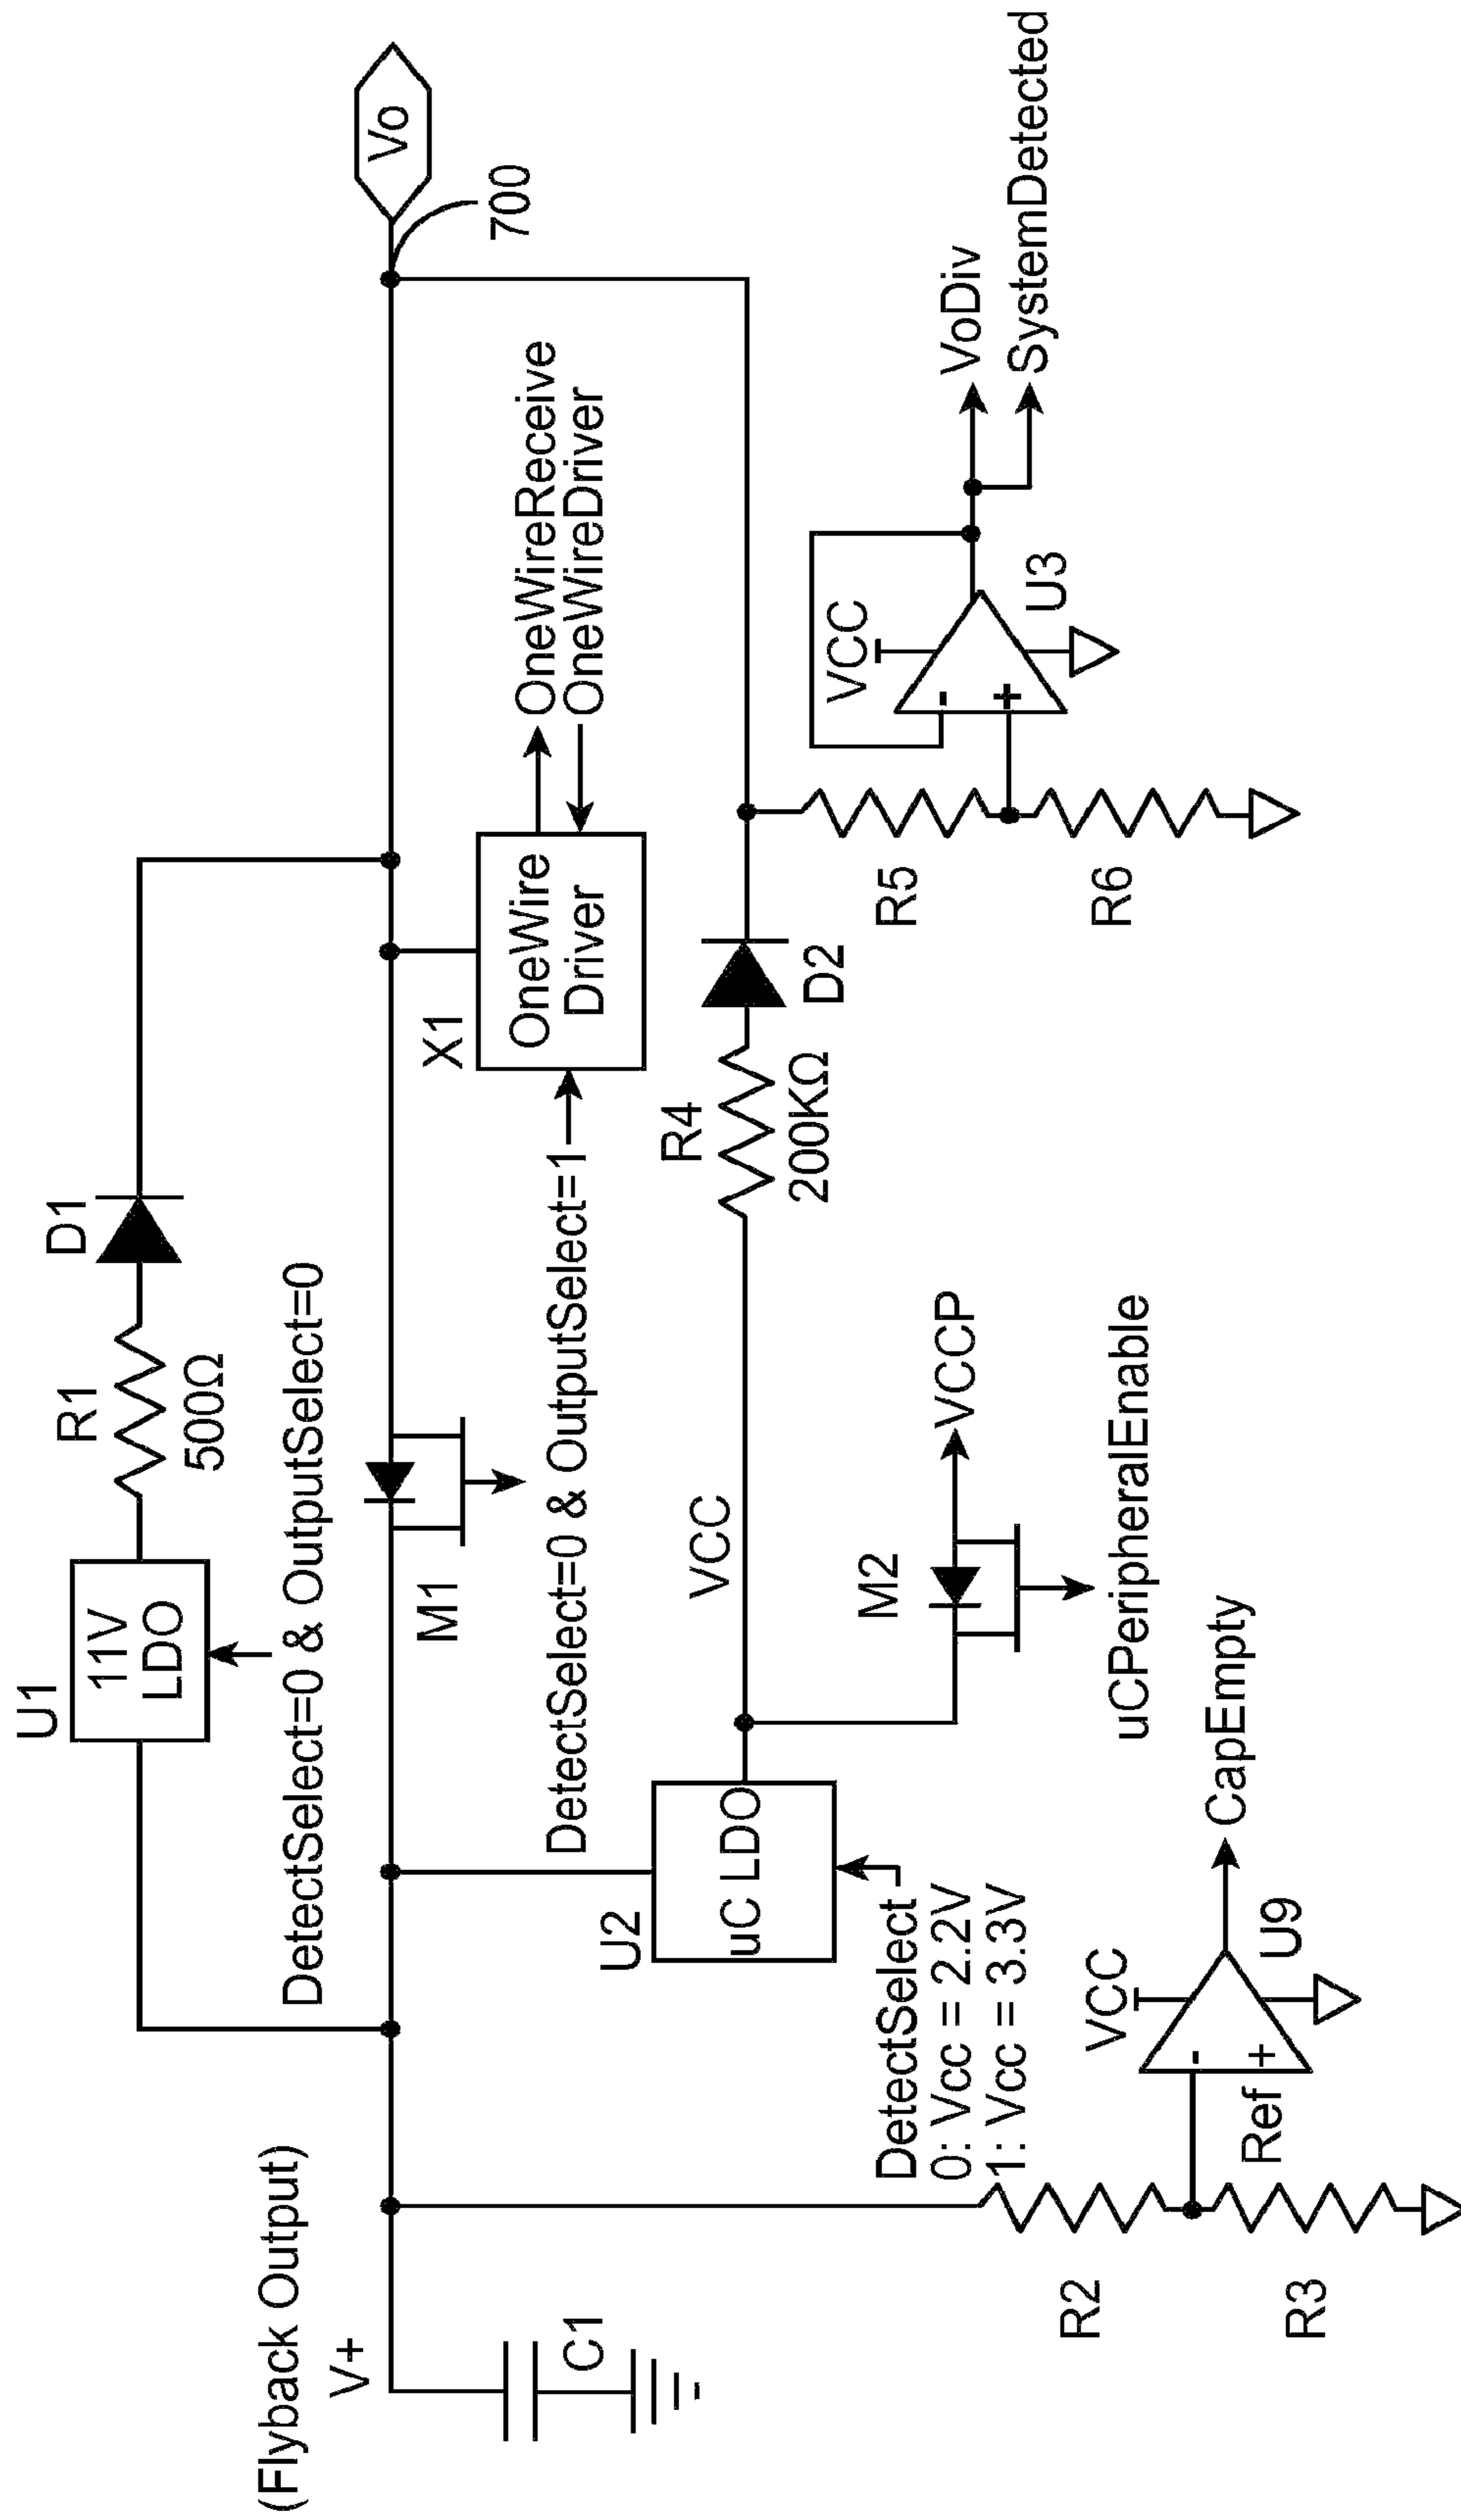 (Flyback Output)
V+
C1
U1
11V
LDO
R1
500Ω
D1
DetectSelect=0 & OutputSelect=0
M1
DetectSelect=0 & OutputSelect=1
X1
OneWire
Driver
OneWireReceive
OneWireDriver
Vo
700
U2
uC LDO
DetectSelect
0: Vcc = 2.2V
1: Vcc = 3.3V
VCC
R4
200KΩ
D2
M2
VCCP
uCPeripheralEnable
R5
R6
VCC
-
+
U3
VoDiv
SystemDetected
R2
R3
VCC
-
+
Ref
U9
CapEmpty